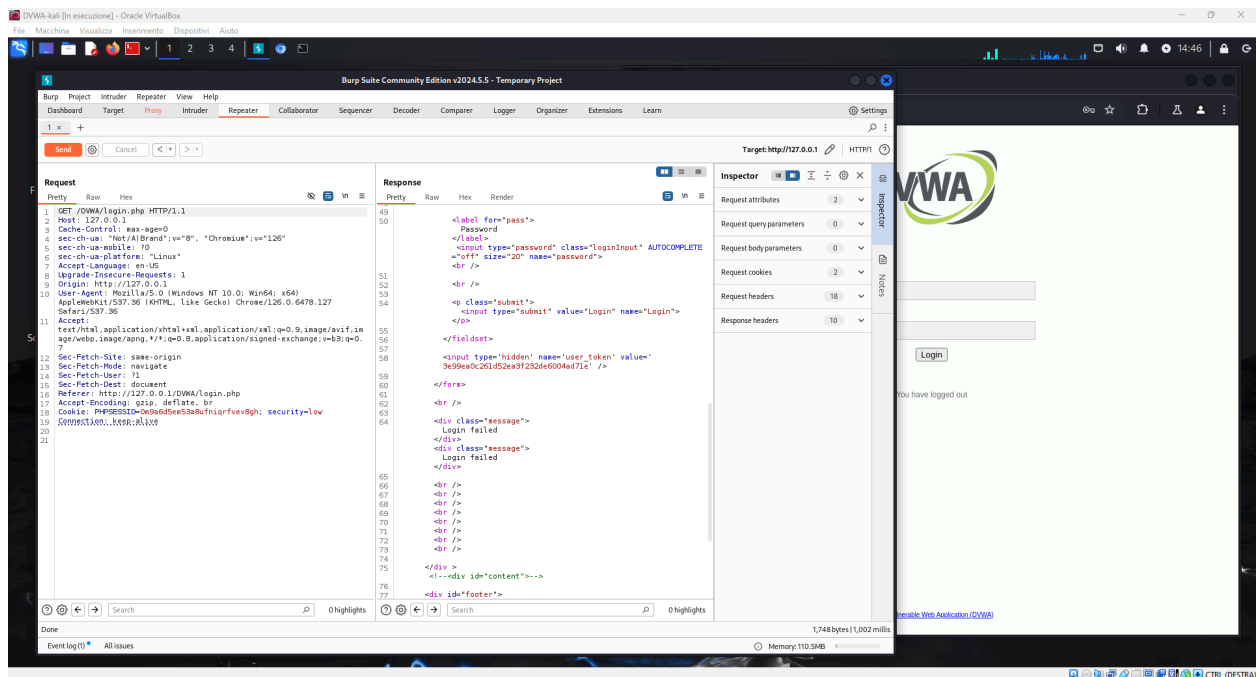 DVWA-kali [In esecuzione] - Oracle VirtualBox
File Macchina Visualizza Inserimento Dispositivi Aiuto
1 2 3 4
14:46
Burp Suite Community Edition v2024.5.5 - Temporary Project
Burp Project Intruder Repeater View Help
Dashboard Target Proxy Intruder Repeater Collaborator Sequencer Decoder Comparer Logger Organizer Extensions Learn
Settings
1 × +
Send Cancel < >
Target: http://127.0.0.1 HTTP/1
Request
Pretty Raw Hex
\n
1 GET /DVWA/login.php HTTP/1.1
2 Host: 127.0.0.1
3 Cache-Control: max-age=0
4 sec-ch-ua: "Not/A)Brand";v="8", "Chromium";v="126"
5 sec-ch-ua-mobile: ?0
6 sec-ch-ua-platform: "Linux"
7 Accept-Language: en-US
8 Upgrade-Insecure-Requests: 1
9 Origin: http://127.0.0.1
10 User-Agent: Mozilla/5.0 (Windows NT 10.0; Win64; x64)
AppleWebKit/537.36 (KHTML, like Gecko) Chrome/126.0.6478.127
Safari/537.36
11 Accept:
text/html,application/xhtml+xml,application/xml;q=0.9,image/avif,im
age/webp,image/apng,*/*;q=0.8,application/signed-exchange;v=b3;q=0.
7
12 Sec-Fetch-Site: same-origin
13 Sec-Fetch-Mode: navigate
14 Sec-Fetch-User: ?1
15 Sec-Fetch-Dest: document
16 Referer: http://127.0.0.1/DVWA/login.php
17 Accept-Encoding: gzip, deflate, br
18 Cookie: PHPSESSID=0m9a6d5em53a8ufniqrfvev8gh; security=low
19 Connection: keep-alive
20
21
Search
0 highlights
Response
Pretty Raw Hex Render
\n
49
50 <label for="pass">
Password
</label>
<input type="password" class="loginInput" AUTOCOMPLETE
="off" size="20" name="password">
<br />
51
52 <br />
53
54 <p class="submit">
<input type="submit" value="Login" name="Login">
</p>
55
56 </fieldset>
57
58 <input type='hidden' name='user_token' value='
3e99ea0c261d52ea3f232de6004ad71e' />
59
60 </form>
61
62 <br />
63
64 <div class="message">
Login failed
</div>
<div class="message">
Login failed
</div>
65
66 <br />
67 <br />
68 <br />
69 <br />
70 <br />
71 <br />
72 <br />
73 <br />
74
75 </div >
<!--<div id="content">-->
76
77 <div id="footer">
Search
0 highlights
Inspector
Request attributes 2
Request query parameters 0
Request body parameters 0
Request cookies 2
Request headers 18
Response headers 10
Inspector
Notes
Done
1,748 bytes | 1,002 millis
Event log (1) All issues
Memory: 110.5MB
VWA
Login
You have logged out
nerable Web Application (DVWA)
CTRL (DESTRA)